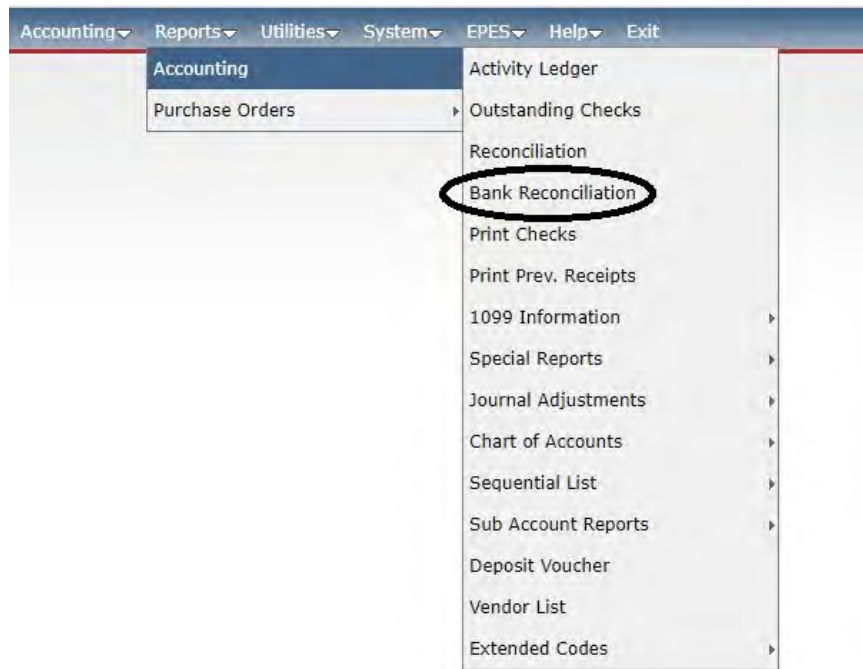 Accounting Reports Utilities System EPES Help Exit
Accounting
Purchase Orders
Activity Ledger
Outstanding Checks
Reconciliation
Bank Reconciliation
Print Checks
Print Prev. Receipts
1099 Information
Special Reports
Journal Adjustments
Chart of Accounts
Sequential List
Sub Account Reports
Deposit Voucher
Vendor List
Extended Codes